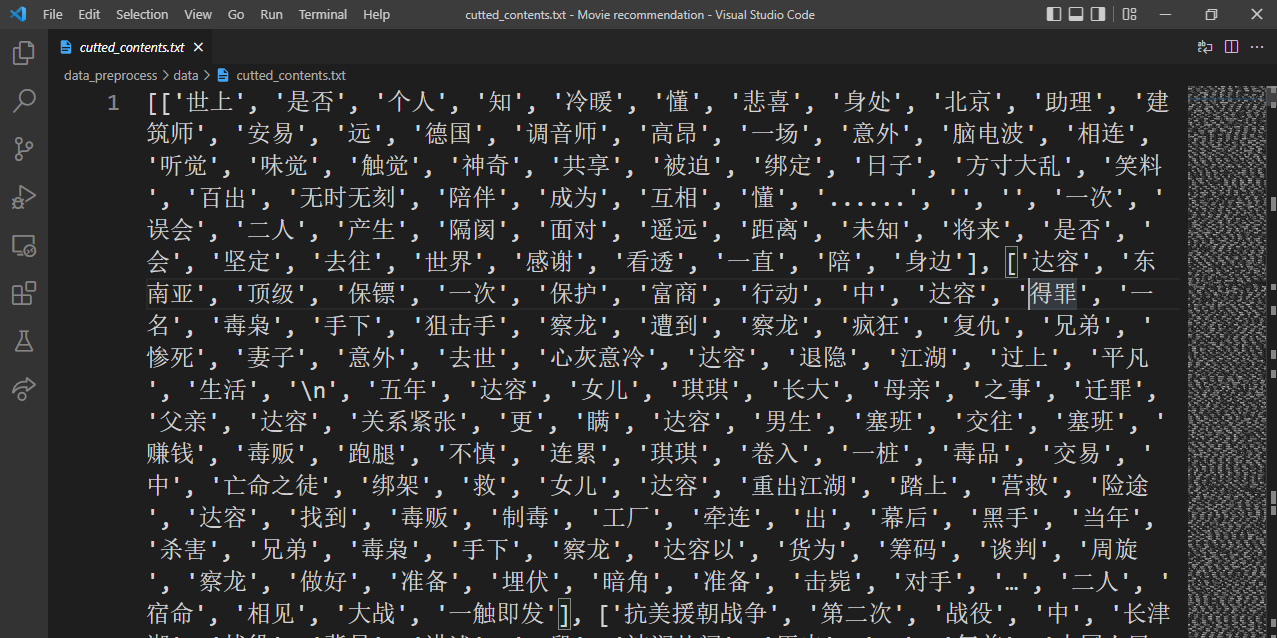 File Edit Selection View Go Run Terminal Help cutted_contents.txt - Movie recommendation - Visual Studio Code
cutted_contents.txt
data_preprocess > data > cutted_contents.txt
1 [['世上', '是否', '个人', '知', '冷暖', '懂', '悲喜', '身处', '北京', '助理', '建
筑师', '安易', '远', '德国', '调音师', '高昂', '一场', '意外', '脑电波', '相连',
'听觉', '味觉', '触觉', '神奇', '共享', '被迫', '绑定', '日子', '方寸大乱', '笑料
', '百出', '无时无刻', '陪伴', '成为', '互相', '懂', '......', '', '', '一次', '
误会', '二人', '产生', '隔阂', '面对', '遥远', '距离', '未知', '将来', '是否', '
会', '坚定', '去往', '世界', '感谢', '看透', '一直', '陪', '身边'], ['达容', '东
南亚', '顶级', '保镖', '一次', '保护', '富商', '行动', '中', '达容', '得罪', '一
名', '毒枭', '手下', '狙击手', '察龙', '遭到', '察龙', '疯狂', '复仇', '兄弟', '
惨死', '妻子', '意外', '去世', '心灰意冷', '达容', '退隐', '江湖', '过上', '平凡
', '生活', '\n', '五年', '达容', '女儿', '琪琪', '长大', '母亲', '之事', '迁罪',
'父亲', '达容', '关系紧张', '更', '瞒', '达容', '男生', '塞班', '交往', '塞班', '
赚钱', '毒贩', '跑腿', '不慎', '连累', '琪琪', '卷入', '一桩', '毒品', '交易', '
中', '亡命之徒', '绑架', '救', '女儿', '达容', '重出江湖', '踏上', '营救', '险途
', '达容', '找到', '毒贩', '制毒', '工厂', '牵连', '出', '幕后', '黑手', '当年',
'杀害', '兄弟', '毒枭', '手下', '察龙', '达容以', '货为', '筹码', '谈判', '周旋
', '察龙', '做好', '准备', '埋伏', '暗角', '准备', '击毙', '对手', '…', '二人', '
宿命', '相见', '大战', '一触即发'], ['抗美援朝战争', '第二次', '战役', '中', '长津